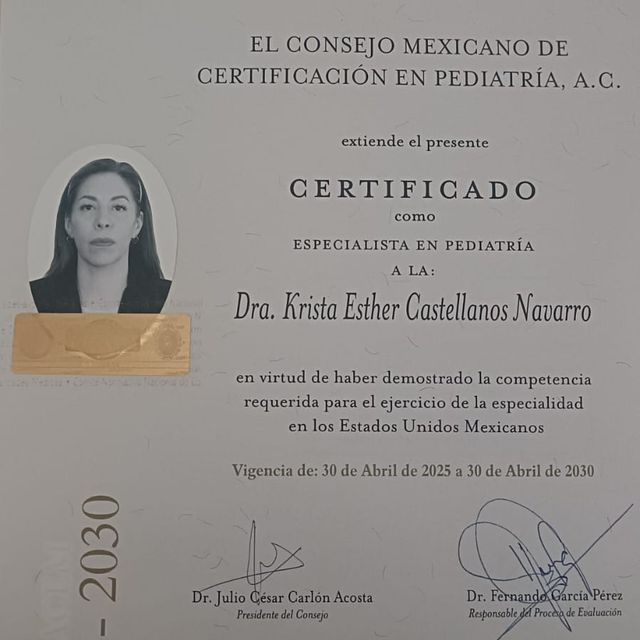 EL CONSEJO MEXICANO DE
CERTIFICACIÓN EN PEDIATRÍA, A.C.
extiende el presente
CERTIFICADO
como
ESPECIALISTA EN PEDIATRÍA
A LA:
Dra. Krista Esther Castellanos Navarro
en virtud de haber demostrado la competencia
requerida para el ejercicio de la especialidad
en los Estados Unidos Mexicanos
Vigencia de: 30 de Abril de 2025 a 30 de Abril de 2030
- 2030
Dr. Julio César Carlón Acosta
Presidente del Consejo
Dr. Fernando García Pérez
Responsable del Proceso de Evaluación